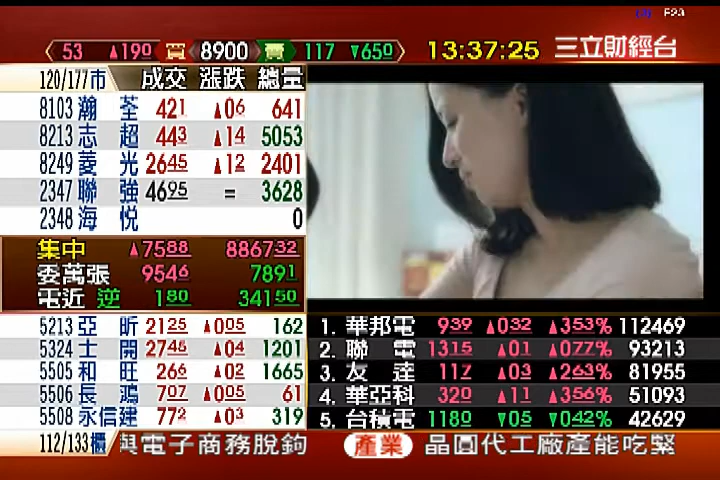 53 ▲190 買 8900 賣 117 ▼650 13:37:25 三立財經台
120/177市 成交 漲跌 總量
8103 瀚荃 421 ▲06 641
8213 志超 443 ▲14 5053
8249 菱光 2645 ▲12 2401
2347 聯強 4695 = 3628
2348 海悅 0
集中 ▲7588 886732
委萬張 9546 7891
電近 逆 180 34150
5213 亞昕 2125 ▲005 162
5324 士開 2745 ▲04 1201
5505 和旺 266 ▲02 1665
5506 長鴻 707 ▲005 61
5508 永信建 772 ▲03 319
1. 華邦電 939 ▲032 ▲353% 112469
2. 聯電 1315 ▲01 ▲077% 93213
3. 友達 117 ▲03 ▲263% 81955
4. 華亞科 320 ▲11 ▲356% 51093
5. 台積電 1180 ▼05 ▼042% 42629
112/133櫃 與電子商務脫鉤 產業 晶圓代工廠產能吃緊